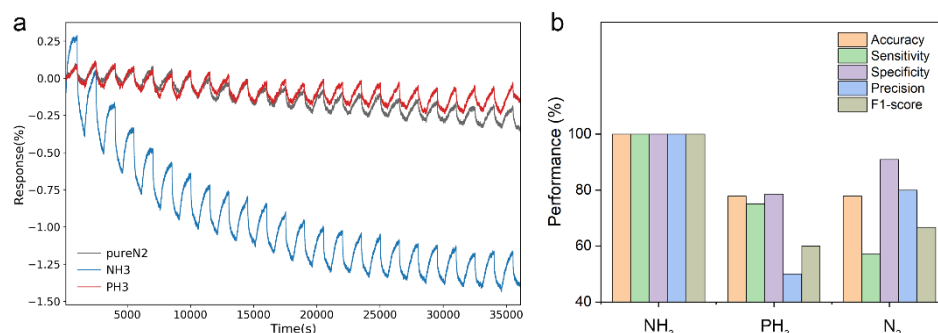 a
0.25
0.00
−0.25
−0.50
−0.75
−1.00
−1.25
−1.50
Response(%)
pureN2
NH3
PH3
5000 10000 15000 20000 25000 30000 35000
Time(s)
b
Accuracy
Sensitivity
Specificity
Precision
F1-score
Performance (%)
100
80
60
40
NH₃ PH₃ N₂